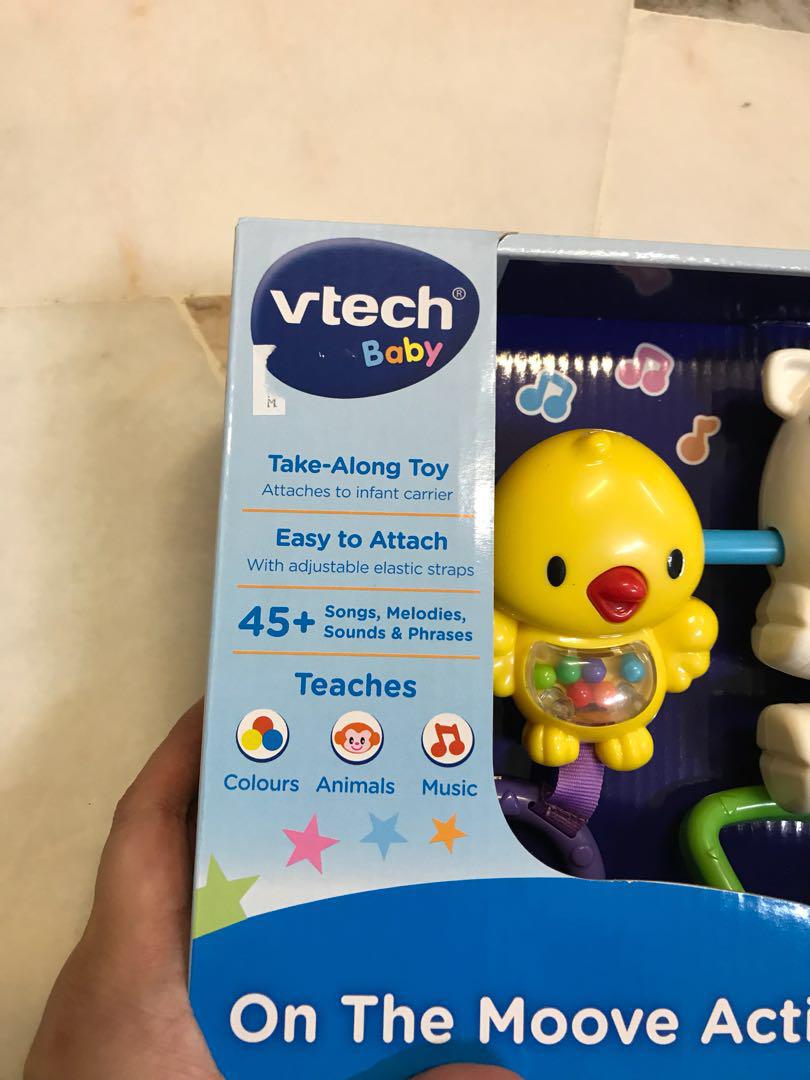 vtech®
Baby
M
Take-Along Toy
Attaches to infant carrier
Easy to Attach
With adjustable elastic straps
45+ Songs, Melodies,
Sounds & Phrases
Teaches
Colours Animals Music
On The Moove Acti